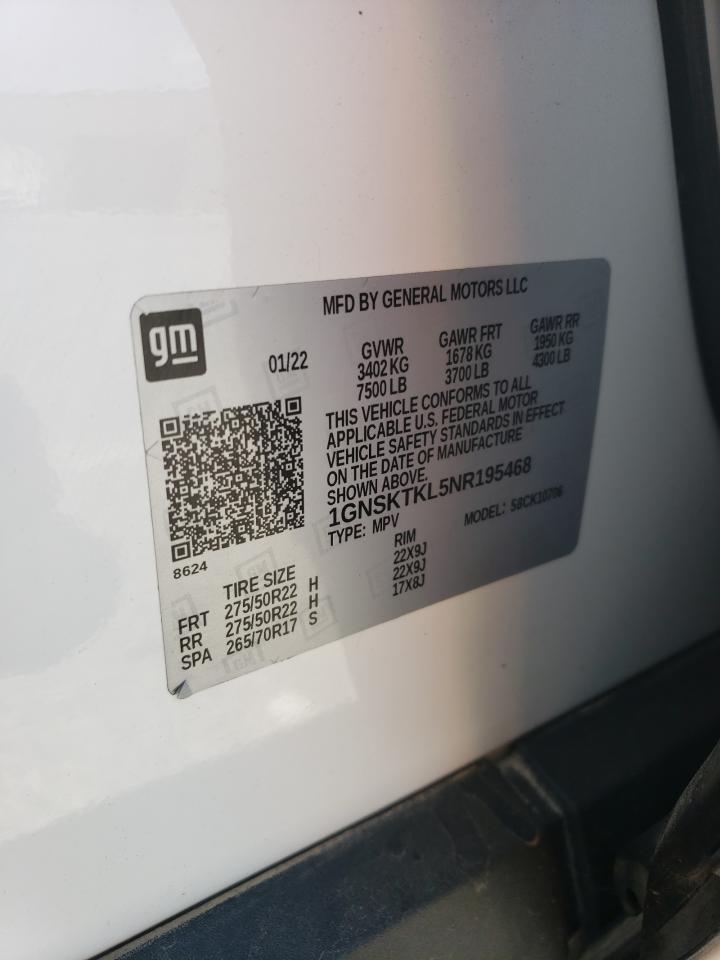 MFD BY GENERAL MOTORS LLC
gm
01/22
GVWR
3402 KG
7500 LB
GAWR FRT
1678 KG
3700 LB
GAWR RR
1950 KG
4300 LB
THIS VEHICLE CONFORMS TO ALL
APPLICABLE U.S. FEDERAL MOTOR
VEHICLE SAFETY STANDARDS IN EFFECT
ON THE DATE OF MANUFACTURE
SHOWN ABOVE.
1GNSKTKL5NR195468
TYPE: MPV MODEL:
8624
TIRE SIZE RIM
FRT 275/50R22 H 22X9J
RR 275/50R22 H 22X9J
SPA 265/70R17 S 17X8J